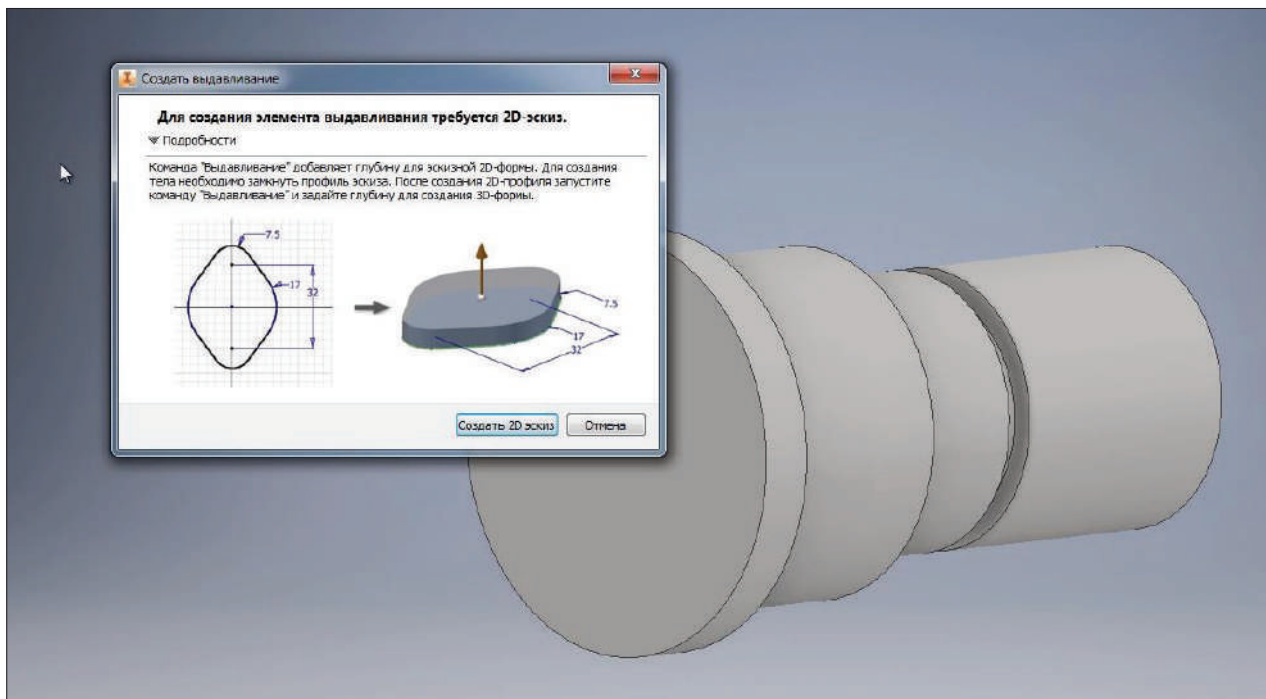 Создать выдавливание
Для создания элемента выдавливания требуется 2D-эскиз.
Подробности
Команда "Выдавливание" добавляет глубину для эскизной 2D-формы. Для создания
тела необходимо замкнуть профиль эскиза. После создания 2D-профиля запустите
команду "Выдавливание" и задайте глубину для создания 3D-формы.
7.5
17
32
7.5
17
32
Создать 2D эскиз
Отмена